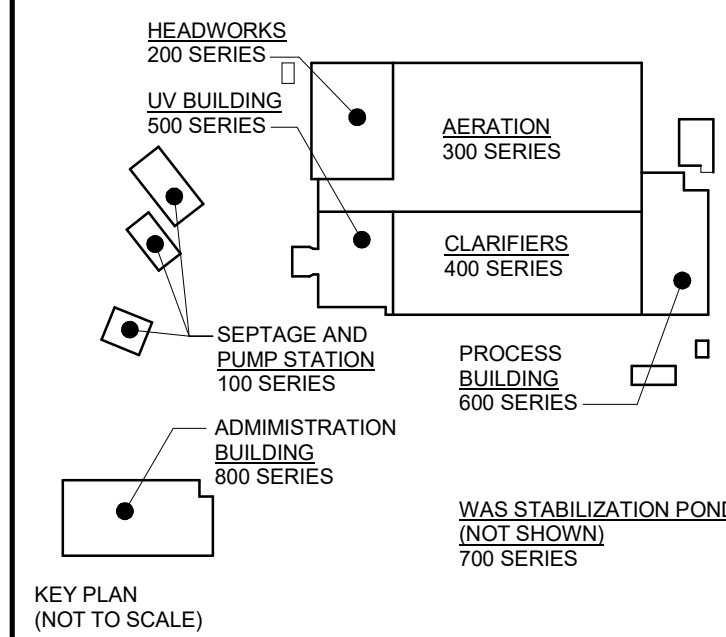 HEADWORKS
200 SERIES
UV BUILDING
500 SERIES
AERATION
300 SERIES
CLARIFIERS
400 SERIES
SEPTAGE AND
PUMP STATION
100 SERIES
PROCESS
BUILDING
600 SERIES
ADMIMISTRATION
BUILDING
800 SERIES
WAS STABILIZATION POND
(NOT SHOWN)
700 SERIES
KEY PLAN
(NOT TO SCALE)